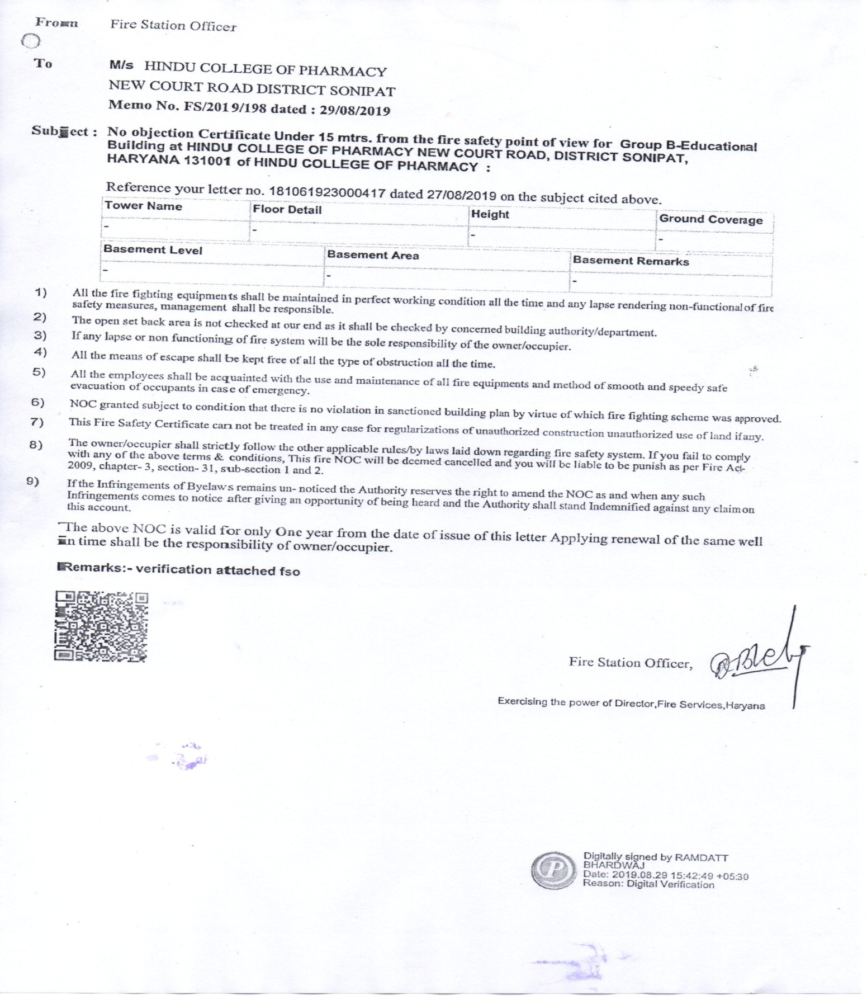 From Fire Station Officer
To M/s HINDU COLLEGE OF PHARMACY
NEW COURT ROAD DISTRICT SONIPAT
Memo No. FS/2019/198 dated : 29/08/2019
Subject : No objection Certificate Under 15 mtrs. from the fire safety point of view for Group B-Educational
Building at HINDU COLLEGE OF PHARMACY NEW COURT ROAD, DISTRICT SONIPAT,
HARYANA 131001 of HINDU COLLEGE OF PHARMACY :
Reference your letter no. 181061923000417 dated 27/08/2019 on the subject cited above.
Tower Name Floor Detail Height Ground Coverage
- - - -
Basement Level Basement Area Basement Remarks
- - -
1) All the fire fighting equipments shall be maintained in perfect working condition all the time and any lapse rendering non-functional of fire
safety measures, management shall be responsible.
2) The open set back area is not checked at our end as it shall be checked by concerned building authority/department.
3) If any lapse or non functioning of fire system will be the sole responsibility of the owner/occupier.
4) All the means of escape shall be kept free of all the type of obstruction all the time.
5) All the employees shall be acquainted with the use and maintenance of all fire equipments and method of smooth and speedy safe
evacuation of occupants in case of emergency.
6) NOC granted subject to condition that there is no violation in sanctioned building plan by virtue of which fire fighting scheme was approved.
7) This Fire Safety Certificate can not be treated in any case for regularizations of unauthorized construction unauthorized use of land if any.
8) The owner/occupier shall strictly follow the other applicable rules/by laws laid down regarding fire safety system. If you fail to comply
with any of the above terms & conditions, This fire NOC will be deemed cancelled and you will be liable to be punish as per Fire Act-
2009, chapter- 3, section- 31, sub-section 1 and 2.
9) If the Infringements of Byelaws remains un- noticed the Authority reserves the right to amend the NOC as and when any such
Infringements comes to notice after giving an opportunity of being heard and the Authority shall stand Indemnified against any claim on
this account.
The above NOC is valid for only One year from the date of issue of this letter Applying renewal of the same well
in time shall be the responsibility of owner/occupier.
Remarks:- verification attached fso
Fire Station Officer,
Exercising the power of Director,Fire Services,Haryana
P
Digitally signed by RAMDATT
BHARDWAJ
Date: 2019.08.29 15:42:49 +05:30
Reason: Digital Verification